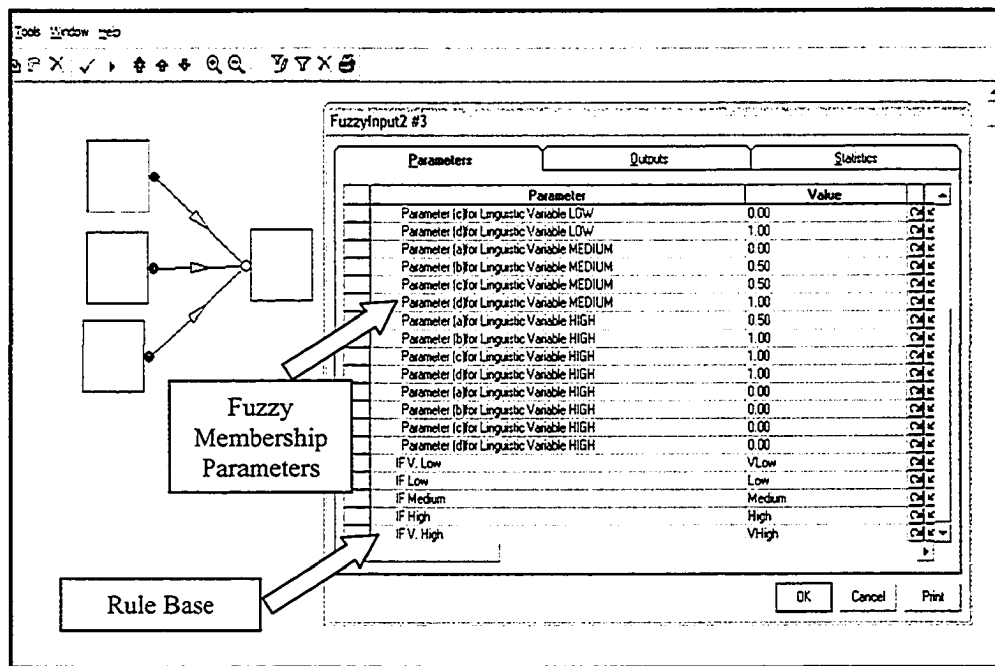 Tools Window Help
FuzzyInput2 #3
Parameters Outputs Statistics
Parameter Value
Parameter (c)for Linguistic Variable LOW 0.00
Parameter (d)for Linguistic Variable LOW 1.00
Parameter (a)for Linguistic Variable MEDIUM 0.00
Parameter (b)for Linguistic Variable MEDIUM 0.50
Parameter (c)for Linguistic Variable MEDIUM 0.50
Parameter (d)for Linguistic Variable MEDIUM 1.00
Parameter (a)for Linguistic Variable HIGH 0.50
Parameter (b)for Linguistic Variable HIGH 1.00
Parameter (c)for Linguistic Variable HIGH 1.00
Parameter (d)for Linguistic Variable HIGH 1.00
Parameter (a)for Linguistic Variable HIGH 0.00
Parameter (b)for Linguistic Variable HIGH 0.00
Parameter (c)for Linguistic Variable HIGH 0.00
Parameter (d)for Linguistic Variable HIGH 0.00
IF V. Low VLow
IF Low Low
IF Medium Medium
IF High High
IF V. High VHigh
Fuzzy
Membership
Parameters
Rule Base
OK Cancel Print